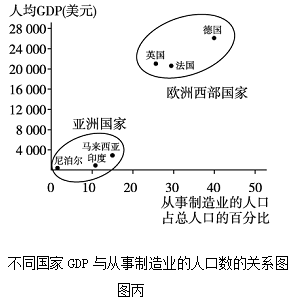 人均GDP(美元)
28 000
24 000
20 000
16 000
12 000
8 000
4 000
德国
英国
法国
欧洲西部国家
亚洲国家
马来西亚
尼泊尔
印度
0 10 20 30 40 50
从事制造业的人口
占总人口的百分比
不同国家 GDP 与从事制造业的人口数的关系图
图丙